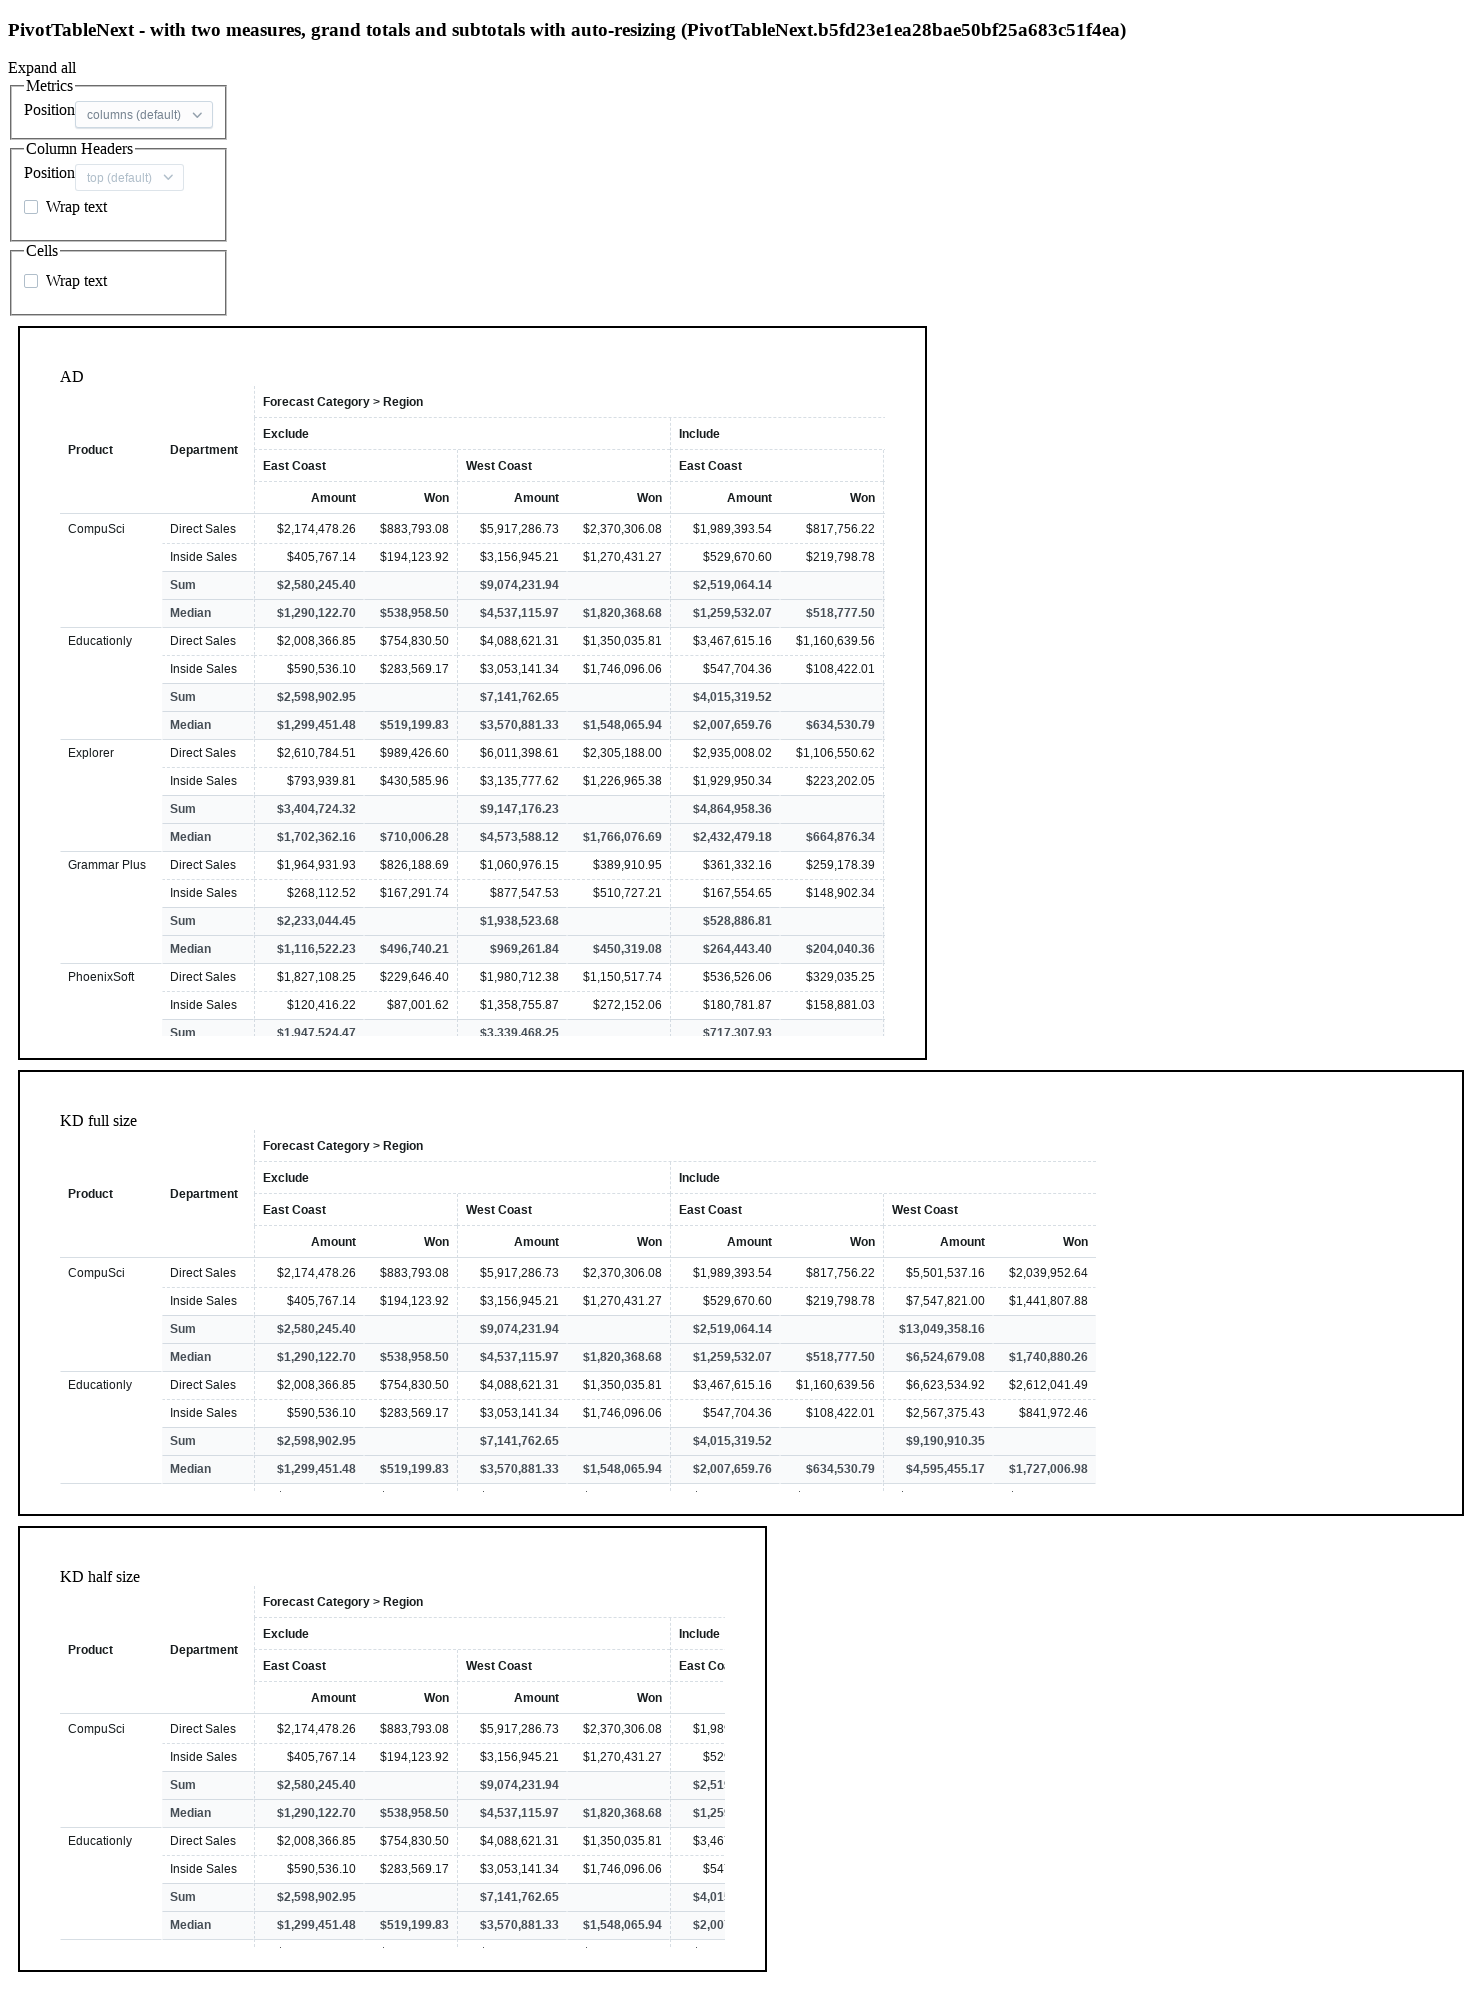 PivotTableNext - with two measures, grand totals and subtotals with auto-resizing (PivotTableNext.b5fd23e1ea28bae50bf25a683c51f4ea)
Expand all
Metrics
Position columns (default)
Column Headers
Position top (default)
Wrap text
Cells
Wrap text
AD
Forecast Category > Region
Exclude Include
Product Department
East Coast West Coast East Coast
Amount Won Amount Won Amount Won
CompuSci Direct Sales $2,174,478.26 $883,793.08 $5,917,286.73 $2,370,306.08 $1,989,393.54 $817,756.22
Inside Sales $405,767.14 $194,123.92 $3,156,945.21 $1,270,431.27 $529,670.60 $219,798.78
Sum $2,580,245.40 $9,074,231.94 $2,519,064.14
Median $1,290,122.70 $538,958.50 $4,537,115.97 $1,820,368.68 $1,259,532.07 $518,777.50
Educationly Direct Sales $2,008,366.85 $754,830.50 $4,088,621.31 $1,350,035.81 $3,467,615.16 $1,160,639.56
Inside Sales $590,536.10 $283,569.17 $3,053,141.34 $1,746,096.06 $547,704.36 $108,422.01
Sum $2,598,902.95 $7,141,762.65 $4,015,319.52
Median $1,299,451.48 $519,199.83 $3,570,881.33 $1,548,065.94 $2,007,659.76 $634,530.79
Explorer Direct Sales $2,610,784.51 $989,426.60 $6,011,398.61 $2,305,188.00 $2,935,008.02 $1,106,550.62
Inside Sales $793,939.81 $430,585.96 $3,135,777.62 $1,226,965.38 $1,929,950.34 $223,202.05
Sum $3,404,724.32 $9,147,176.23 $4,864,958.36
Median $1,702,362.16 $710,006.28 $4,573,588.12 $1,766,076.69 $2,432,479.18 $664,876.34
Grammar Plus Direct Sales $1,964,931.93 $826,188.69 $1,060,976.15 $389,910.95 $361,332.16 $259,178.39
Inside Sales $268,112.52 $167,291.74 $877,547.53 $510,727.21 $167,554.65 $148,902.34
Sum $2,233,044.45 $1,938,523.68 $528,886.81
Median $1,116,522.23 $496,740.21 $969,261.84 $450,319.08 $264,443.40 $204,040.36
PhoenixSoft Direct Sales $1,827,108.25 $229,646.40 $1,980,712.38 $1,150,517.74 $536,526.06 $329,035.25
Inside Sales $120,416.22 $87,001.62 $1,358,755.87 $272,152.06 $180,781.87 $158,881.03
Sum $1,947,524.47 $3,339,468.25 $717,307.93
KD full size
Forecast Category > Region
Exclude Include
Product Department
East Coast West Coast East Coast West Coast
Amount Won Amount Won Amount Won Amount Won
CompuSci Direct Sales $2,174,478.26 $883,793.08 $5,917,286.73 $2,370,306.08 $1,989,393.54 $817,756.22 $5,501,537.16 $2,039,952.64
Inside Sales $405,767.14 $194,123.92 $3,156,945.21 $1,270,431.27 $529,670.60 $219,798.78 $7,547,821.00 $1,441,807.88
Sum $2,580,245.40 $9,074,231.94 $2,519,064.14 $13,049,358.16
Median $1,290,122.70 $538,958.50 $4,537,115.97 $1,820,368.68 $1,259,532.07 $518,777.50 $6,524,679.08 $1,740,880.26
Educationly Direct Sales $2,008,366.85 $754,830.50 $4,088,621.31 $1,350,035.81 $3,467,615.16 $1,160,639.56 $6,623,534.92 $2,612,041.49
Inside Sales $590,536.10 $283,569.17 $3,053,141.34 $1,746,096.06 $547,704.36 $108,422.01 $2,567,375.43 $841,972.46
Sum $2,598,902.95 $7,141,762.65 $4,015,319.52 $9,190,910.35
Median $1,299,451.48 $519,199.83 $3,570,881.33 $1,548,065.94 $2,007,659.76 $634,530.79 $4,595,455.17 $1,727,006.98
KD half size
Forecast Category > Region
Exclude Include
Product Department
East Coast West Coast East
Amount Won Amount Won
CompuSci Direct Sales $2,174,478.26 $883,793.08 $5,917,286.73 $2,370,306.08
Inside Sales $405,767.14 $194,123.92 $3,156,945.21 $1,270,431.27
Sum $2,580,245.40 $9,074,231.94
Median $1,290,122.70 $538,958.50 $4,537,115.97 $1,820,368.68
Educationly Direct Sales $2,008,366.85 $754,830.50 $4,088,621.31 $1,350,035.81
Inside Sales $590,536.10 $283,569.17 $3,053,141.34 $1,746,096.06
Sum $2,598,902.95 $7,141,762.65
Median $1,299,451.48 $519,199.83 $3,570,881.33 $1,548,065.94